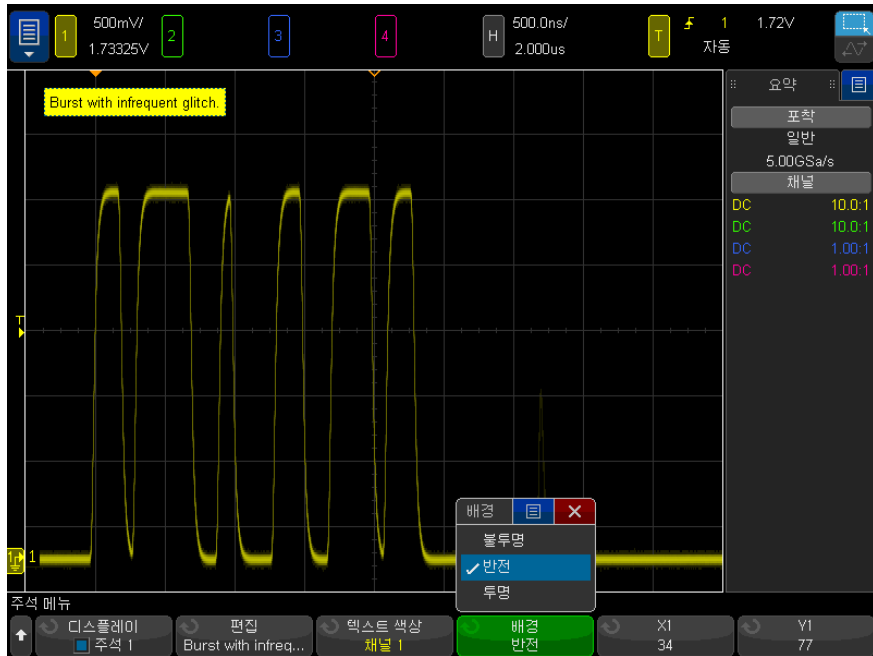 1
500mV/
1.73325V
2
3
4
H
500.0ns/
2.000us
T
1
1.72V
자동
Burst with infrequent glitch.
요약
포착
일반
5.00GSa/s
채널
DC 10.0:1
DC 10.0:1
DC 1.00:1
DC 1.00:1
T
1
1
배경
불투명
반전
투명
주석 메뉴
디스플레이
주석 1
편집
Burst with infreq...
텍스트 색상
채널 1
배경
반전
X1
34
Y1
77